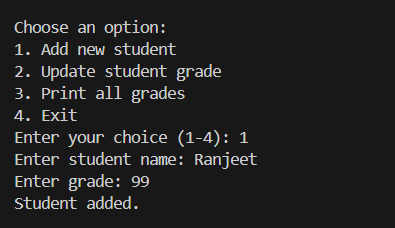 Choose an option:
1. Add new student
2. Update student grade
3. Print all grades
4. Exit
Enter your choice (1-4): 1
Enter student name: Ranjeet
Enter grade: 99
Student added.